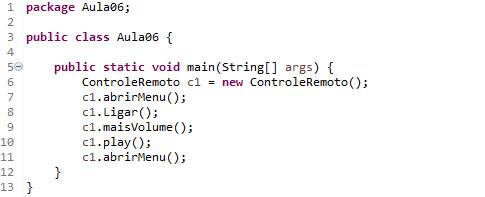 1 package Aula06;
2
3 public class Aula06 {
4
5 public static void main(String[] args) {
6 ControleRemoto c1 = new ControleRemoto();
7 c1.abrirMenu();
8 c1.Ligar();
9 c1.maisVolume();
10 c1.play();
11 c1.abrirMenu();
12 }
13 }